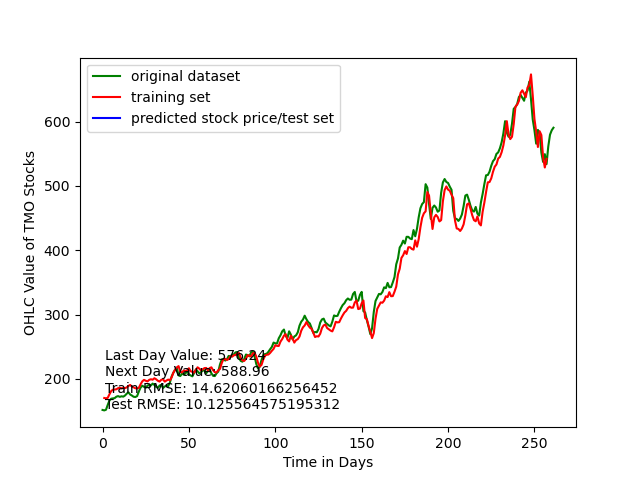 original dataset
training set
predicted stock price/test set
600
500
400
300
200
OHLC Value of TMO Stocks
Last Day Value: 576.24
Next Day Value: 588.96
Train RMSE: 14.62060166256452
Test RMSE: 10.125564575195312
0 50 100 150 200 250
Time in Days